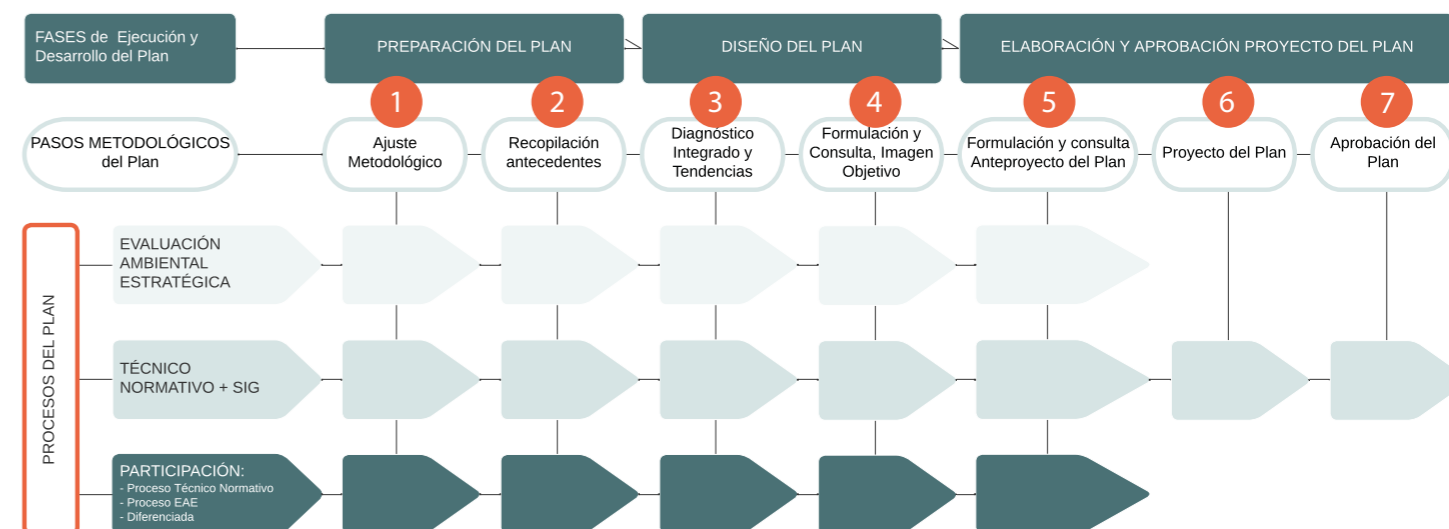 FASES de Ejecución y
Desarrollo del Plan
PREPARACIÓN DEL PLAN
DISEÑO DEL PLAN
ELABORACIÓN Y APROBACIÓN PROYECTO DEL PLAN
1
2
3
4
5
6
7
PASOS METODOLÓGICOS
del Plan
Ajuste
Metodológico
Recopilación
antecedentes
Diagnóstico
Integrado y
Tendencias
Formulación y
Consulta, Imagen
Objetivo
Formulación y consulta
Anteproyecto del Plan
Proyecto del Plan
Aprobación del
Plan
PROCESOS DEL PLAN
EVALUACIÓN
AMBIENTAL
ESTRATÉGICA
TÉCNICO
NORMATIVO + SIG
PARTICIPACIÓN:
- Proceso Técnico Normativo
- Proceso EAE
- Diferenciada